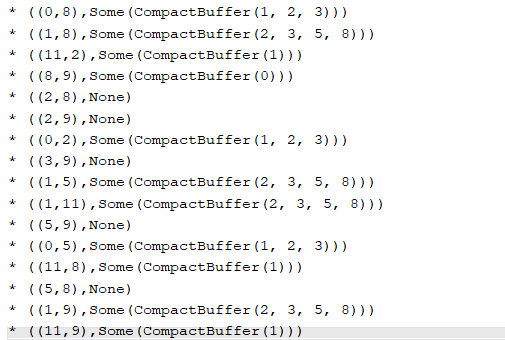 * ((0,8),Some(CompactBuffer(1, 2, 3)))
* ((1,8),Some(CompactBuffer(2, 3, 5, 8)))
* ((11,2),Some(CompactBuffer(1)))
* ((8,9),Some(CompactBuffer(0)))
* ((2,8),None)
* ((2,9),None)
* ((0,2),Some(CompactBuffer(1, 2, 3)))
* ((3,9),None)
* ((1,5),Some(CompactBuffer(2, 3, 5, 8)))
* ((1,11),Some(CompactBuffer(2, 3, 5, 8)))
* ((5,9),None)
* ((0,5),Some(CompactBuffer(1, 2, 3)))
* ((11,8),Some(CompactBuffer(1)))
* ((5,8),None)
* ((1,9),Some(CompactBuffer(2, 3, 5, 8)))
* ((11,9),Some(CompactBuffer(1)))